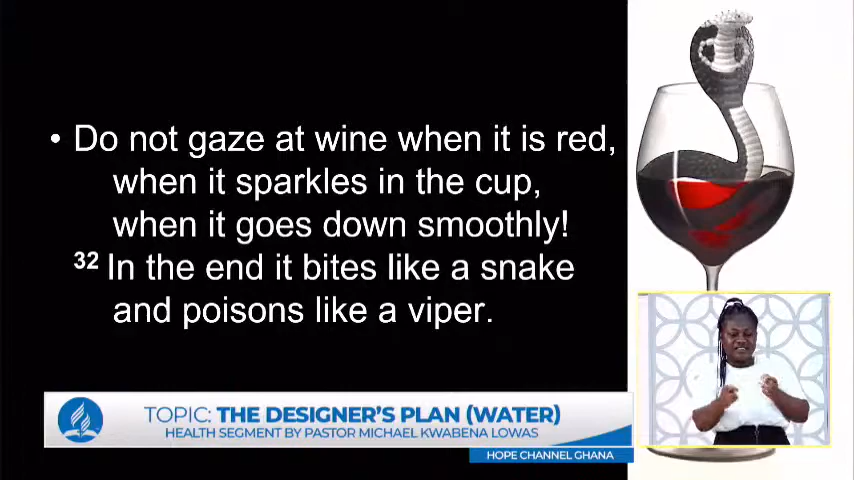 • Do not gaze at wine when it is red,
when it sparkles in the cup,
when it goes down smoothly!
32 In the end it bites like a snake
and poisons like a viper.
TOPIC: THE DESIGNER'S PLAN (WATER)
HEALTH SEGMENT BY PASTOR MICHAEL KWABENA LOWAS
HOPE CHANNEL GHANA